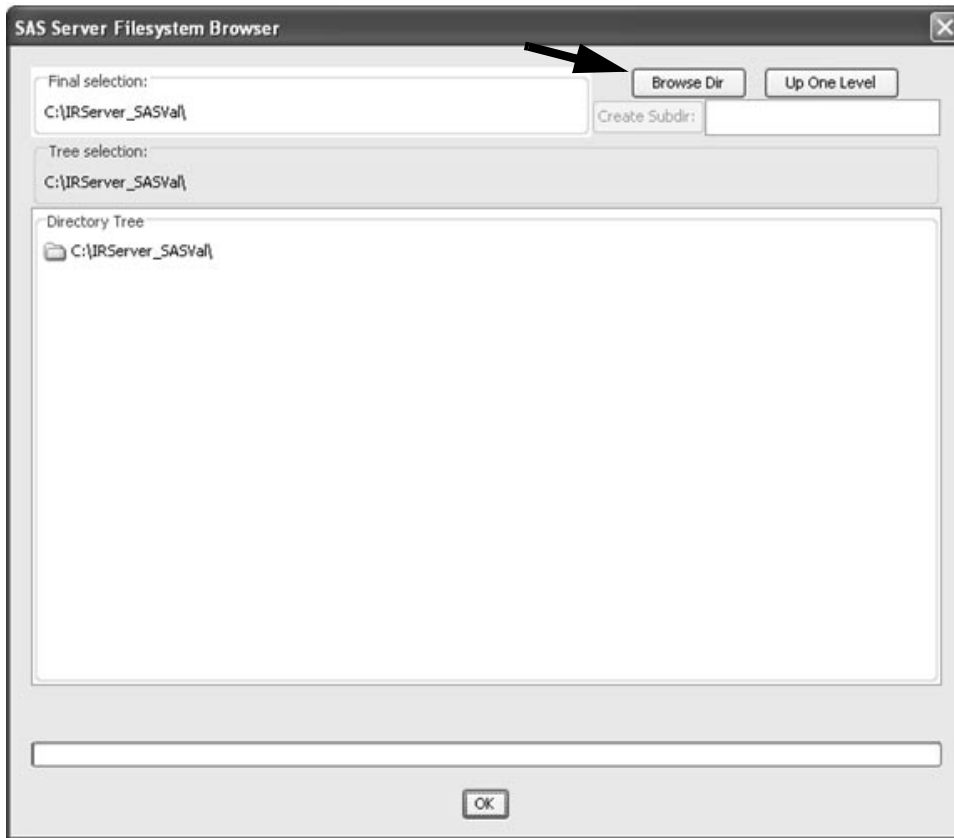 SAS Server Filesystem Browser
Final selection:
Browse Dir
Up One Level
C:\IRServer_SASVal\
Create Subdir:
Tree selection:
C:\IRServer_SASVal\
Directory Tree
C:\IRServer_SASVal\
OK